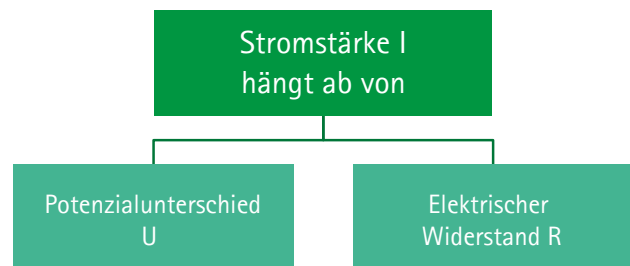 Stromstärke I
hängt ab von
Potenzialunterschied
U
Elektrischer
Widerstand R